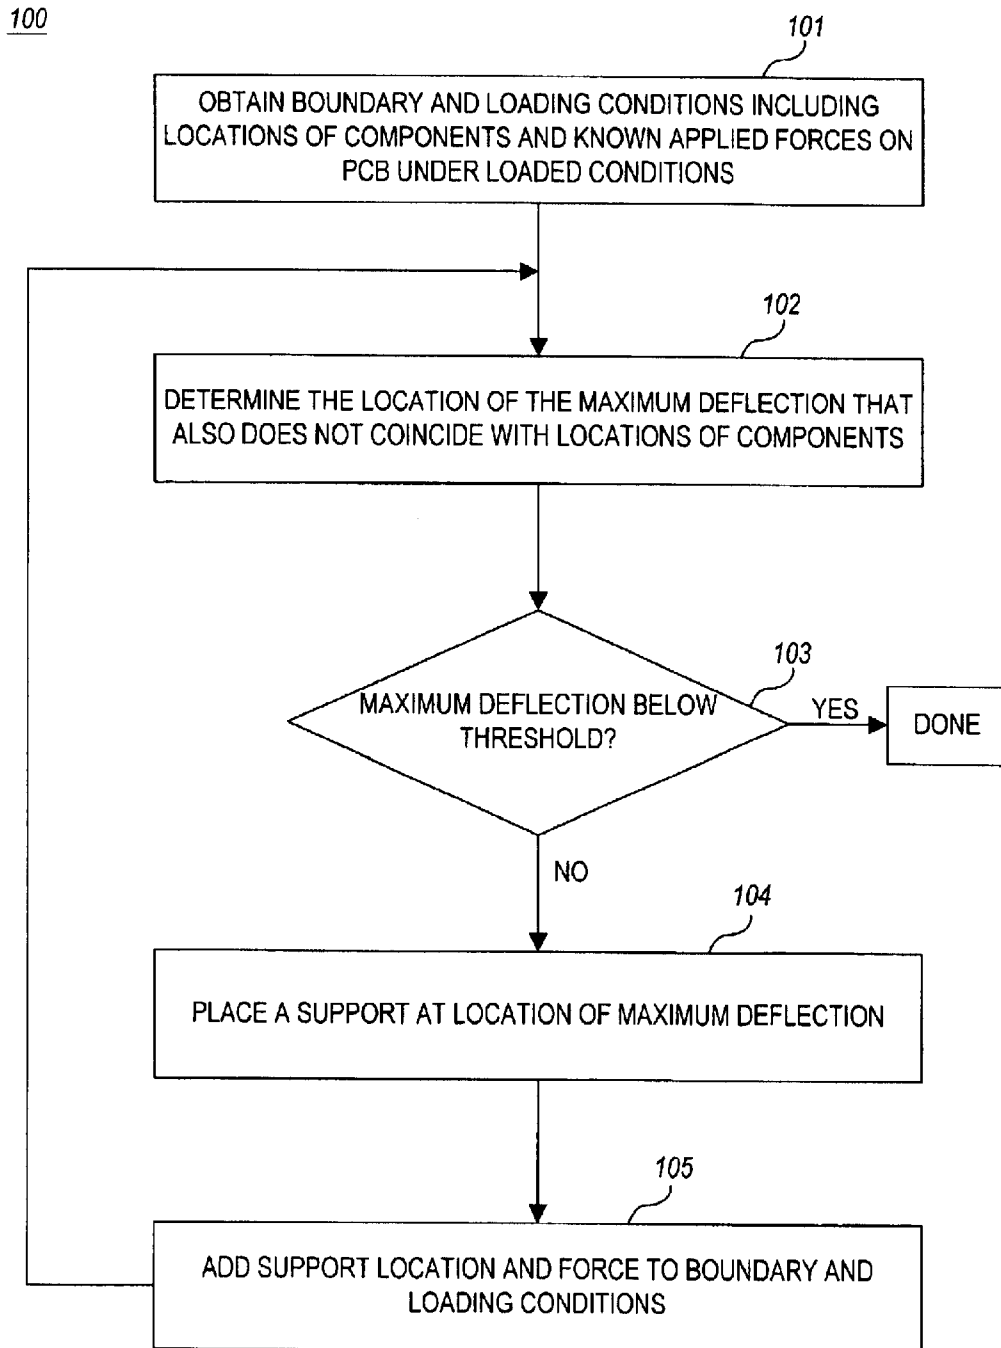 100
101
OBTAIN BOUNDARY AND LOADING CONDITIONS INCLUDING
LOCATIONS OF COMPONENTS AND KNOWN APPLIED FORCES ON
PCB UNDER LOADED CONDITIONS
102
DETERMINE THE LOCATION OF THE MAXIMUM DEFLECTION THAT
ALSO DOES NOT COINCIDE WITH LOCATIONS OF COMPONENTS
103
MAXIMUM DEFLECTION BELOW
THRESHOLD?
YES
DONE
NO
104
PLACE A SUPPORT AT LOCATION OF MAXIMUM DEFLECTION
105
ADD SUPPORT LOCATION AND FORCE TO BOUNDARY AND
LOADING CONDITIONS